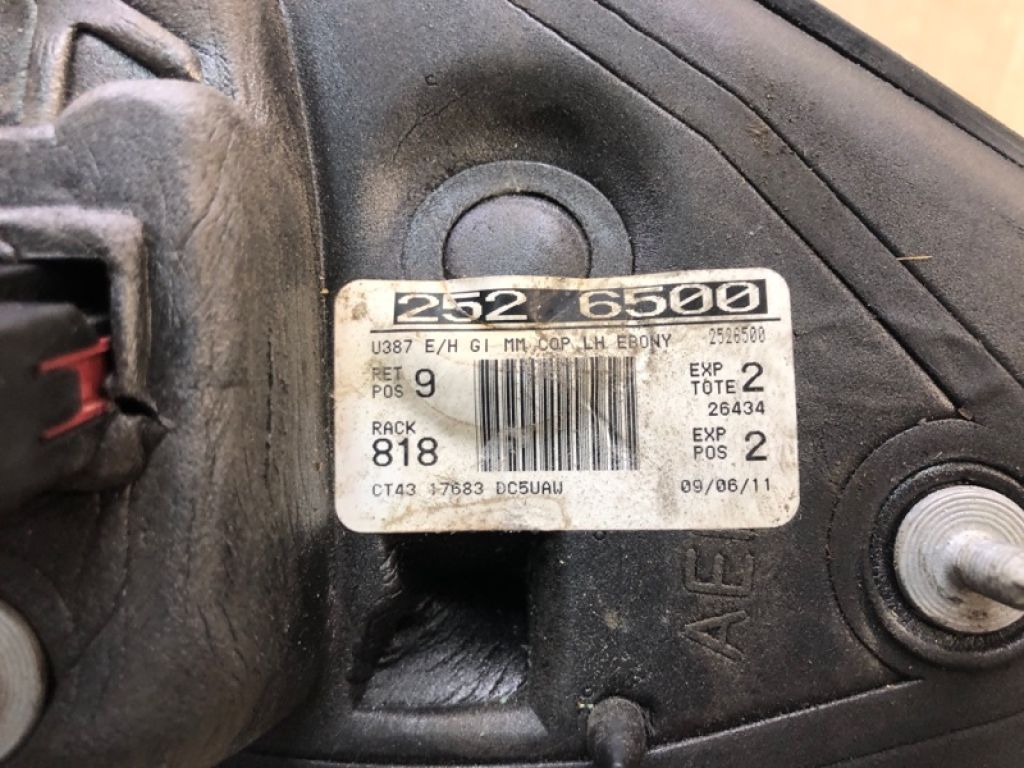 252 6500
U387 E/H GI MM CQP LH EBONY 2526500
RET POS 9
EXP TOTE 2
26434
RACK 818
EXP POS 2
CT43 17683 DC5UAW 09/06/11